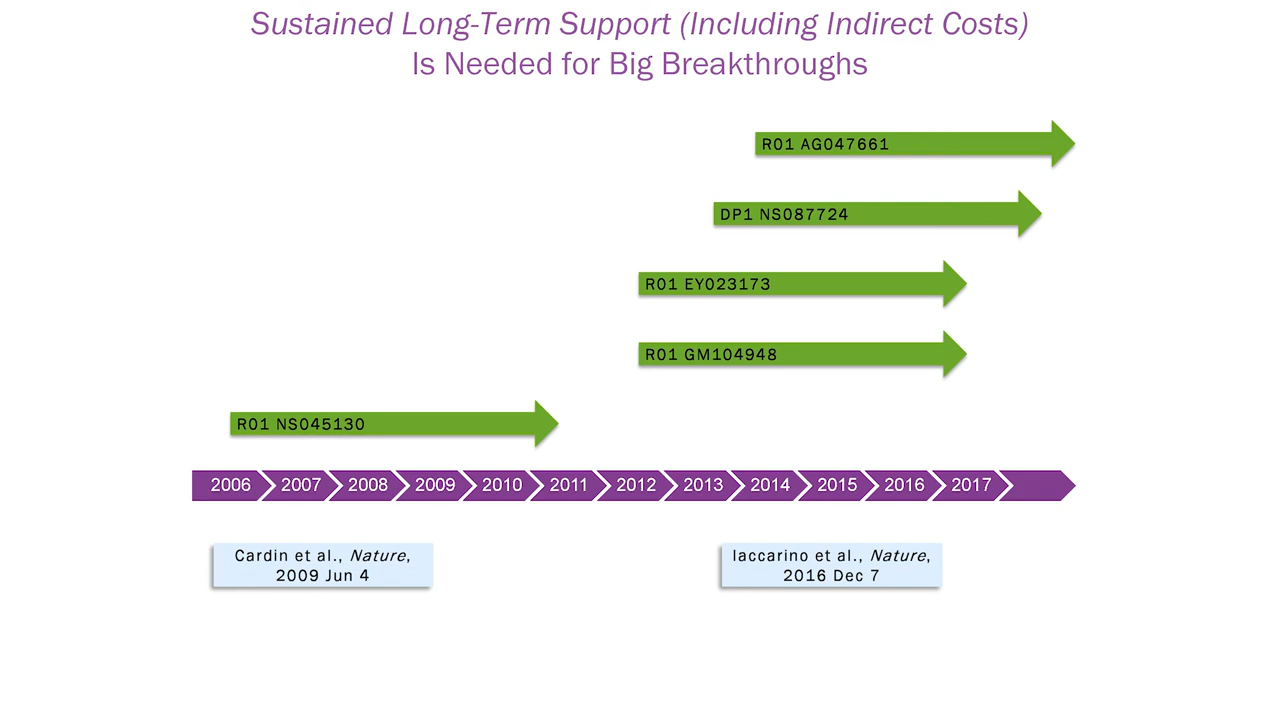 Sustained Long-Term Support (Including Indirect Costs)
Is Needed for Big Breakthroughs
R01 AG047661
DP1 NS087724
R01 EY023173
R01 GM104948
R01 NS045130
2006 2007 2008 2009 2010 2011 2012 2013 2014 2015 2016 2017
Cardin et al., Nature,
2009 Jun 4
Iaccarino et al., Nature,
2016 Dec 7